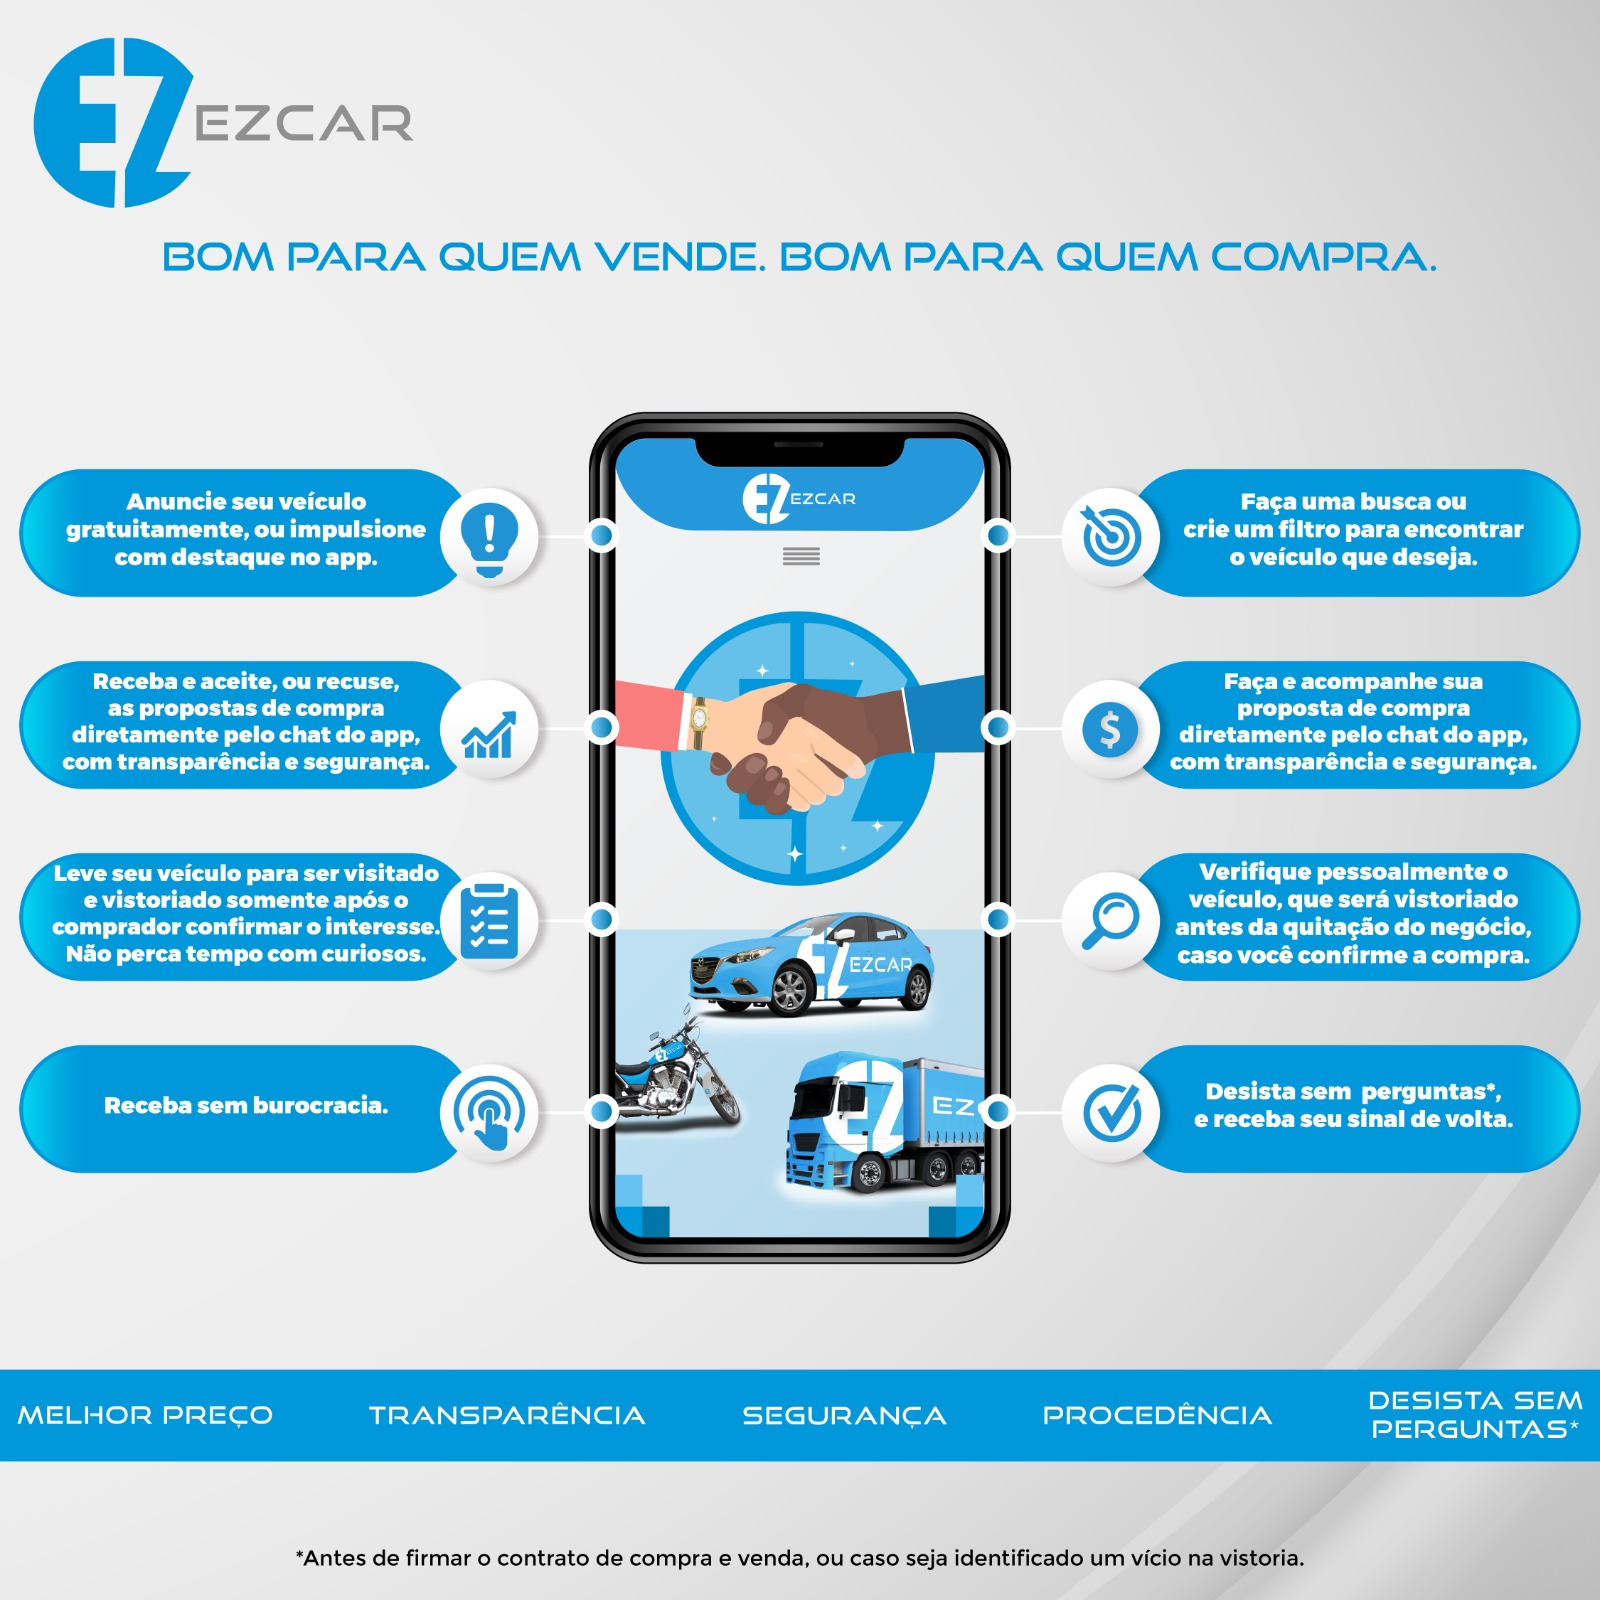 EZ EZCAR
BOM PARA QUEM VENDE. BOM PARA QUEM COMPRA.
Anuncie seu veículo
gratuitamente, ou impulsione
com destaque no app.
Receba e aceite, ou recuse,
as propostas de compra
diretamente pelo chat do app,
com transparência e segurança.
Leve seu veículo para ser visitado
e vistoriado somente após o
comprador confirmar o interesse.
Não perca tempo com curiosos.
Receba sem burocracia.
EZ EZCAR
EZ EZCAR
EZ EZCAR
EZ EZ
Faça uma busca ou
crie um filtro para encontrar
o veículo que deseja.
Faça e acompanhe sua
proposta de compra
diretamente pelo chat do app,
com transparência e segurança.
Verifique pessoalmente o
veículo, que será vistoriado
antes da quitação do negócio,
caso você confirme a compra.
Desista sem perguntas*,
e receba seu sinal de volta.
MELHOR PREÇO
TRANSPARÊNCIA
SEGURANÇA
PROCEDÊNCIA
DESISTA SEM
PERGUNTAS*
*Antes de firmar o contrato de compra e venda, ou caso seja identificado um vício na vistoria.